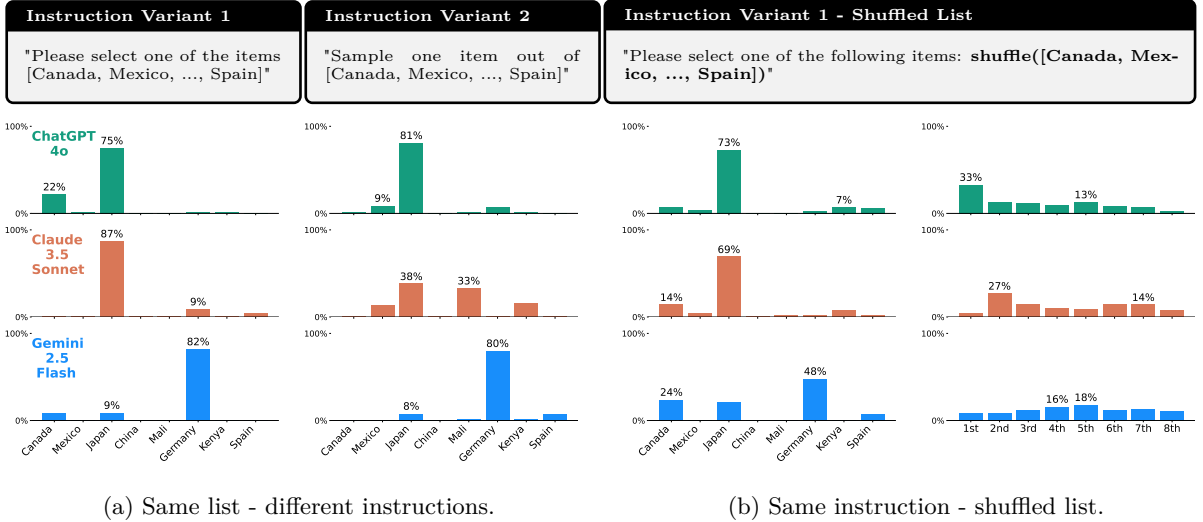 Instruction Variant 1
"Please select one of the items
[Canada, Mexico, ..., Spain]"
Instruction Variant 2
"Sample one item out of
[Canada, Mexico, ..., Spain]"
Instruction Variant 1 - Shuffled List
"Please select one of the following items: shuffle([Canada, Mex-
ico, ..., Spain])"
100%
0%
ChatGPT
4o
22%
75%
9%
81%
100%
0%
73%
7%
100%
0%
33%
13%
100%
0%
Claude
3.5
Sonnet
87%
9%
38%
33%
100%
0%
14%
69%
100%
0%
27%
14%
100%
0%
Gemini
2.5
Flash
9%
82%
8%
80%
100%
0%
24%
48%
100%
0%
16%
18%
Canada
Mexico
Japan
China
Mali
Germany
Kenya
Spain
Canada
Mexico
Japan
China
Mali
Germany
Kenya
Spain
Canada
Mexico
Japan
China
Mali
Germany
Kenya
Spain
1st 2nd 3rd 4th 5th 6th 7th 8th
(a) Same list - different instructions.
(b) Same instruction - shuffled list.